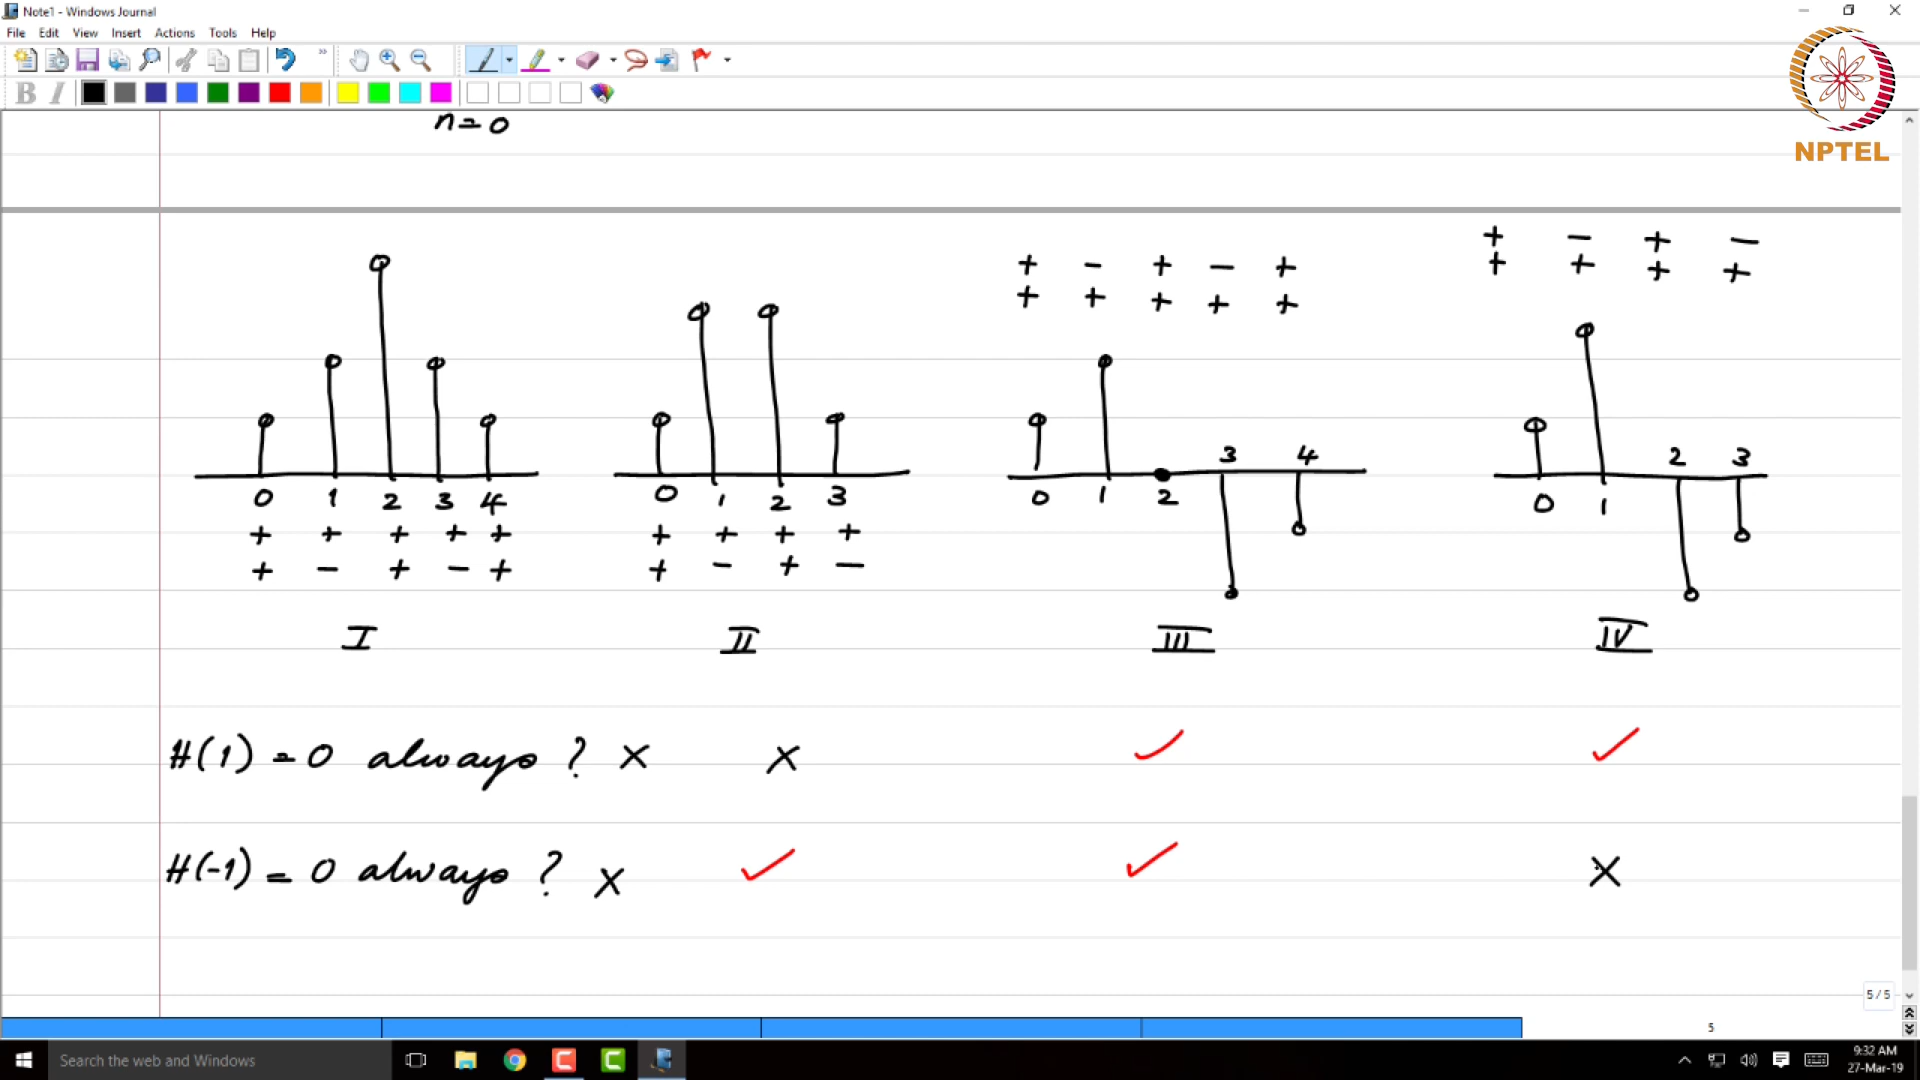 Note1 - Windows Journal
File Edit View Insert Actions Tools Help
B I
NPTEL
n = 0
+ - + - +
+ + + + +
+ - + -
+ + + +
0 1 2 3 4
+ + + + +
+ - + - +
I
0 1 2 3
+ + + +
+ - + -
II
0 1 2 3 4
III
0 1 2 3
IV
H(1) = 0 always ? × × ✓ ✓
H(-1) = 0 always ? × ✓ ✓ ×
5 / 5
5
Search the web and Windows
9:32 AM
27-Mar-19